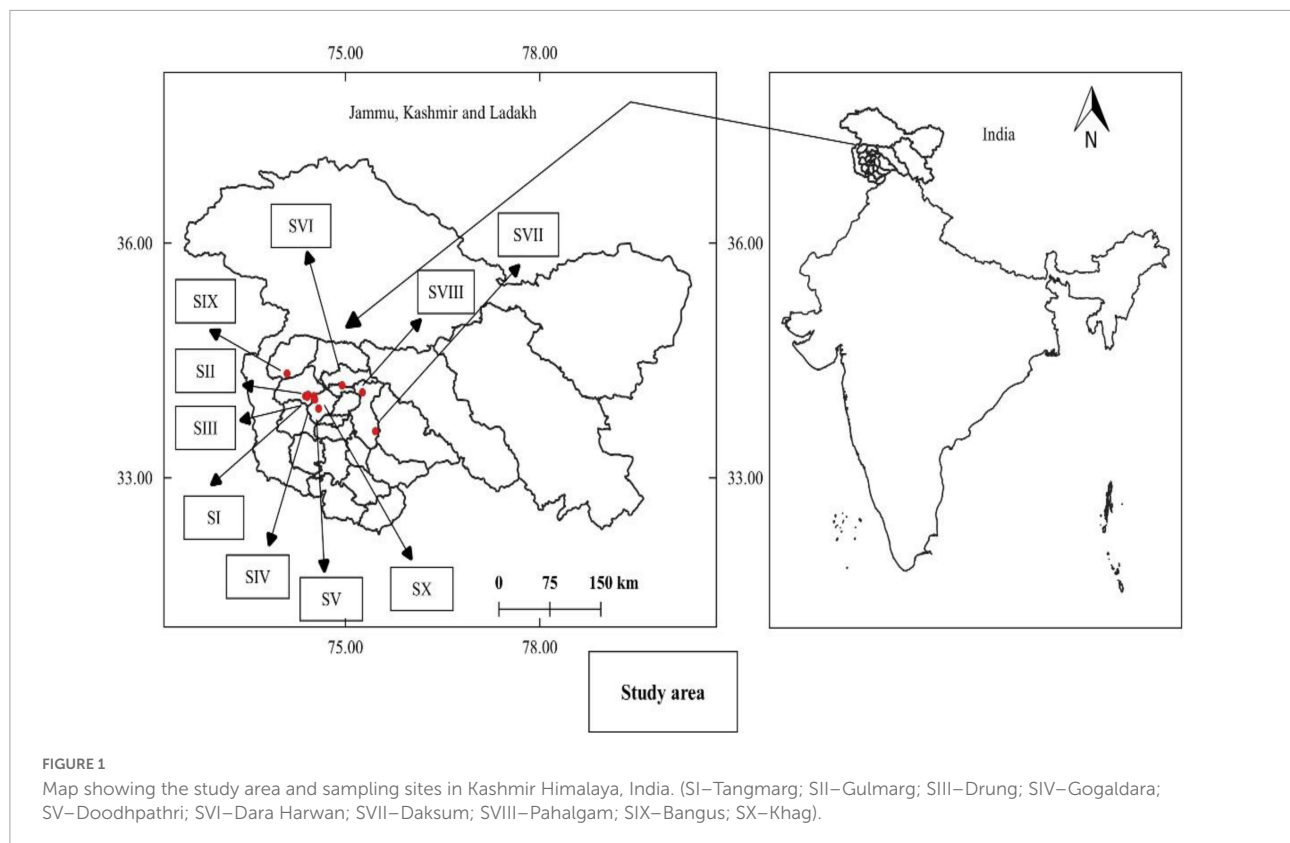 75.00
78.00
Jammu, Kashmir and Ladakh
India
N
SVI
SVII
36.00
36.00
SVIII
SIX
SII
SIII
33.00
33.00
SI
SIV
SV
SX
0 75 150 km
75.00
78.00
Study area
FIGURE 1
Map showing the study area and sampling sites in Kashmir Himalaya, India. (SI–Tangmarg; SII–Gulmarg; SIII–Drung; SIV–Gogaldara;
SV–Doodhpathri; SVI–Dara Harwan; SVII–Daksum; SVIII–Pahalgam; SIX–Bangus; SX–Khag).